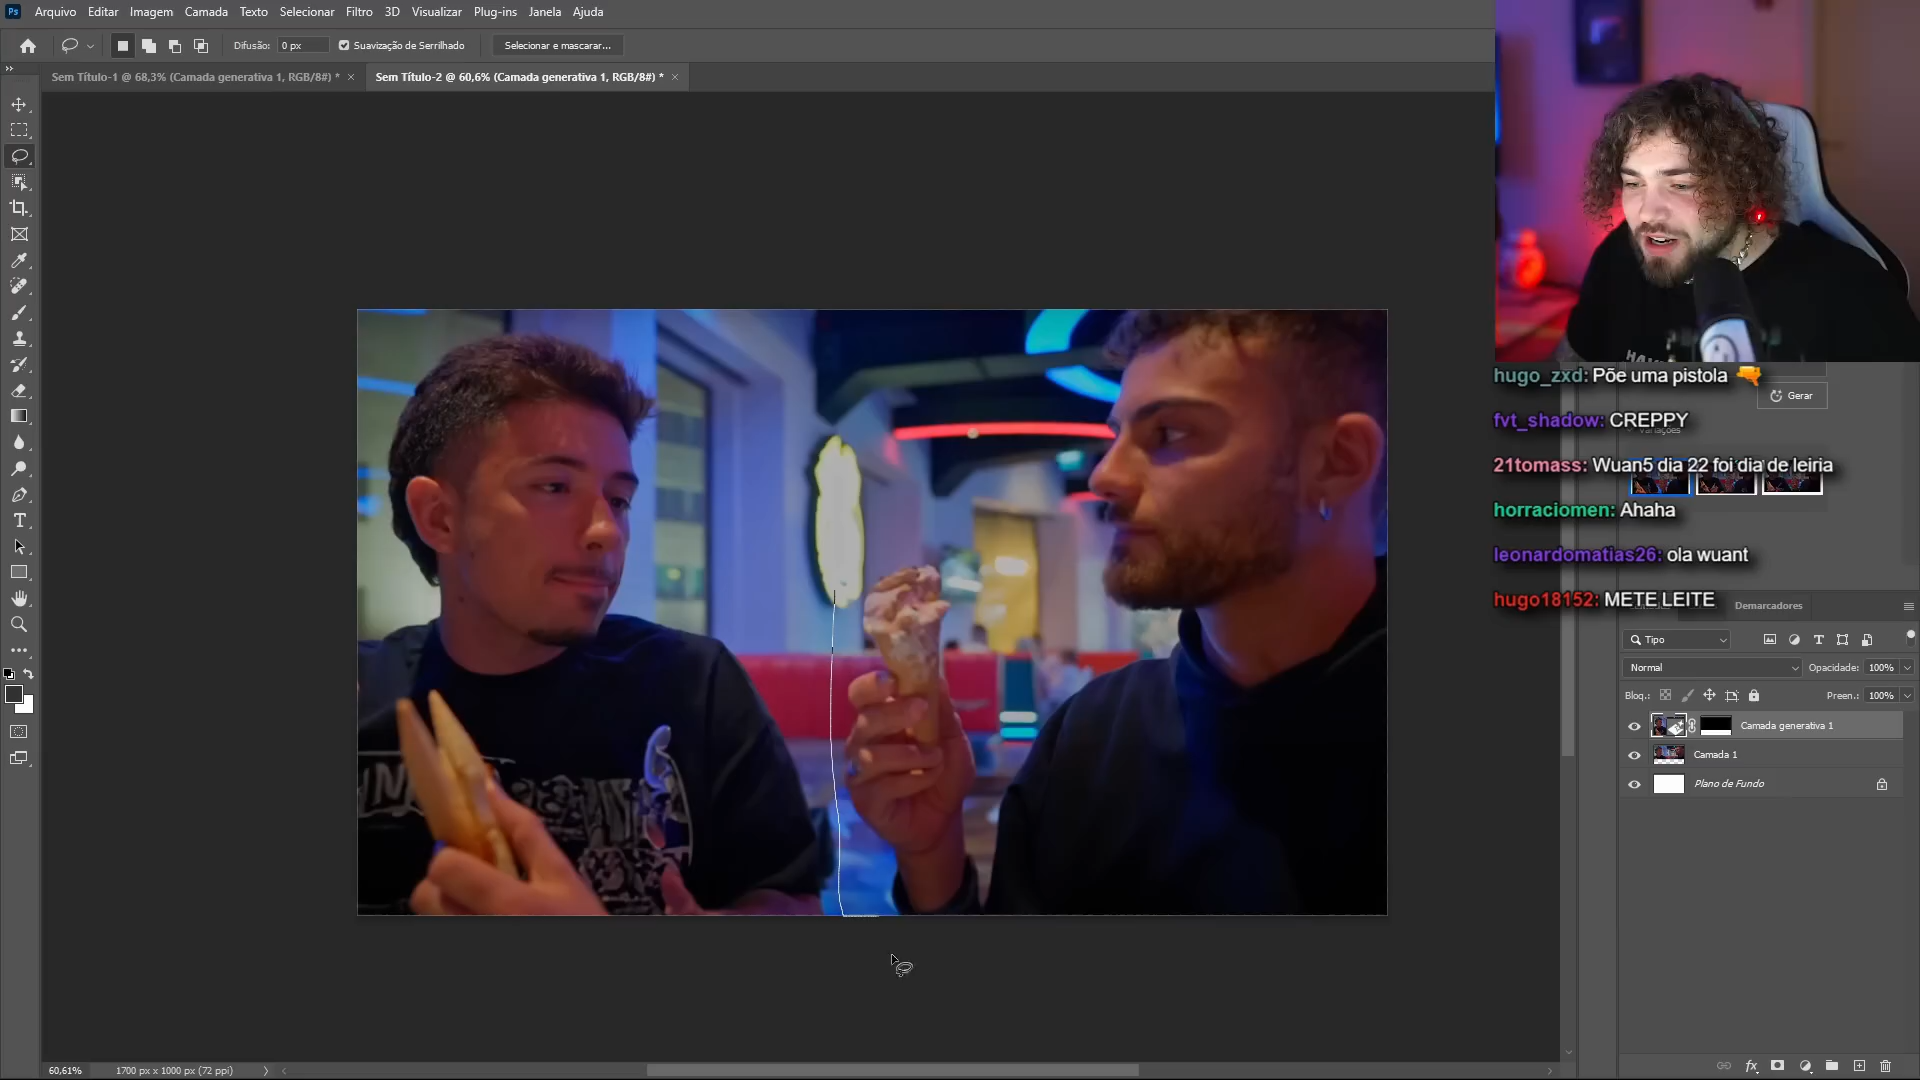 Ps Arquivo Editar Imagem Camada Texto Selecionar Filtro 3D Visualizar Plug-ins Janela Ajuda
Difusão: 0 px Suavização de Serrilhado Selecionar e mascarar...
Sem Título-1 @ 68,3% (Camada generativa 1, RGB/8#) * Sem Título-2 @ 60,6% (Camada generativa 1, RGB/8#) *
hugo_zxd: Põe uma pistola
Gerar
fvt_shadow: CREPPY
Variações
21tomass: Wuan5 dia 22 foi dia de leiria
horraciomen: Ahaha
leonardomatias26: ola wuant
hugo18152: METE LEITE
Demarcadores
Tipo
Normal Opacidade: 100%
Bloq.: Preen.: 100%
Camada generativa 1
Camada 1
Plano de Fundo
60,61% 1700 px x 1000 px (72 ppi)
fx